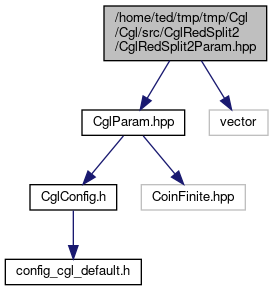 /home/ted/tmp/tmp/Cgl
/Cgl/src/CglRedSplit2
/CglRedSplit2Param.hpp
CglParam.hpp
vector
CglConfig.h
CoinFinite.hpp
config_cgl_default.h